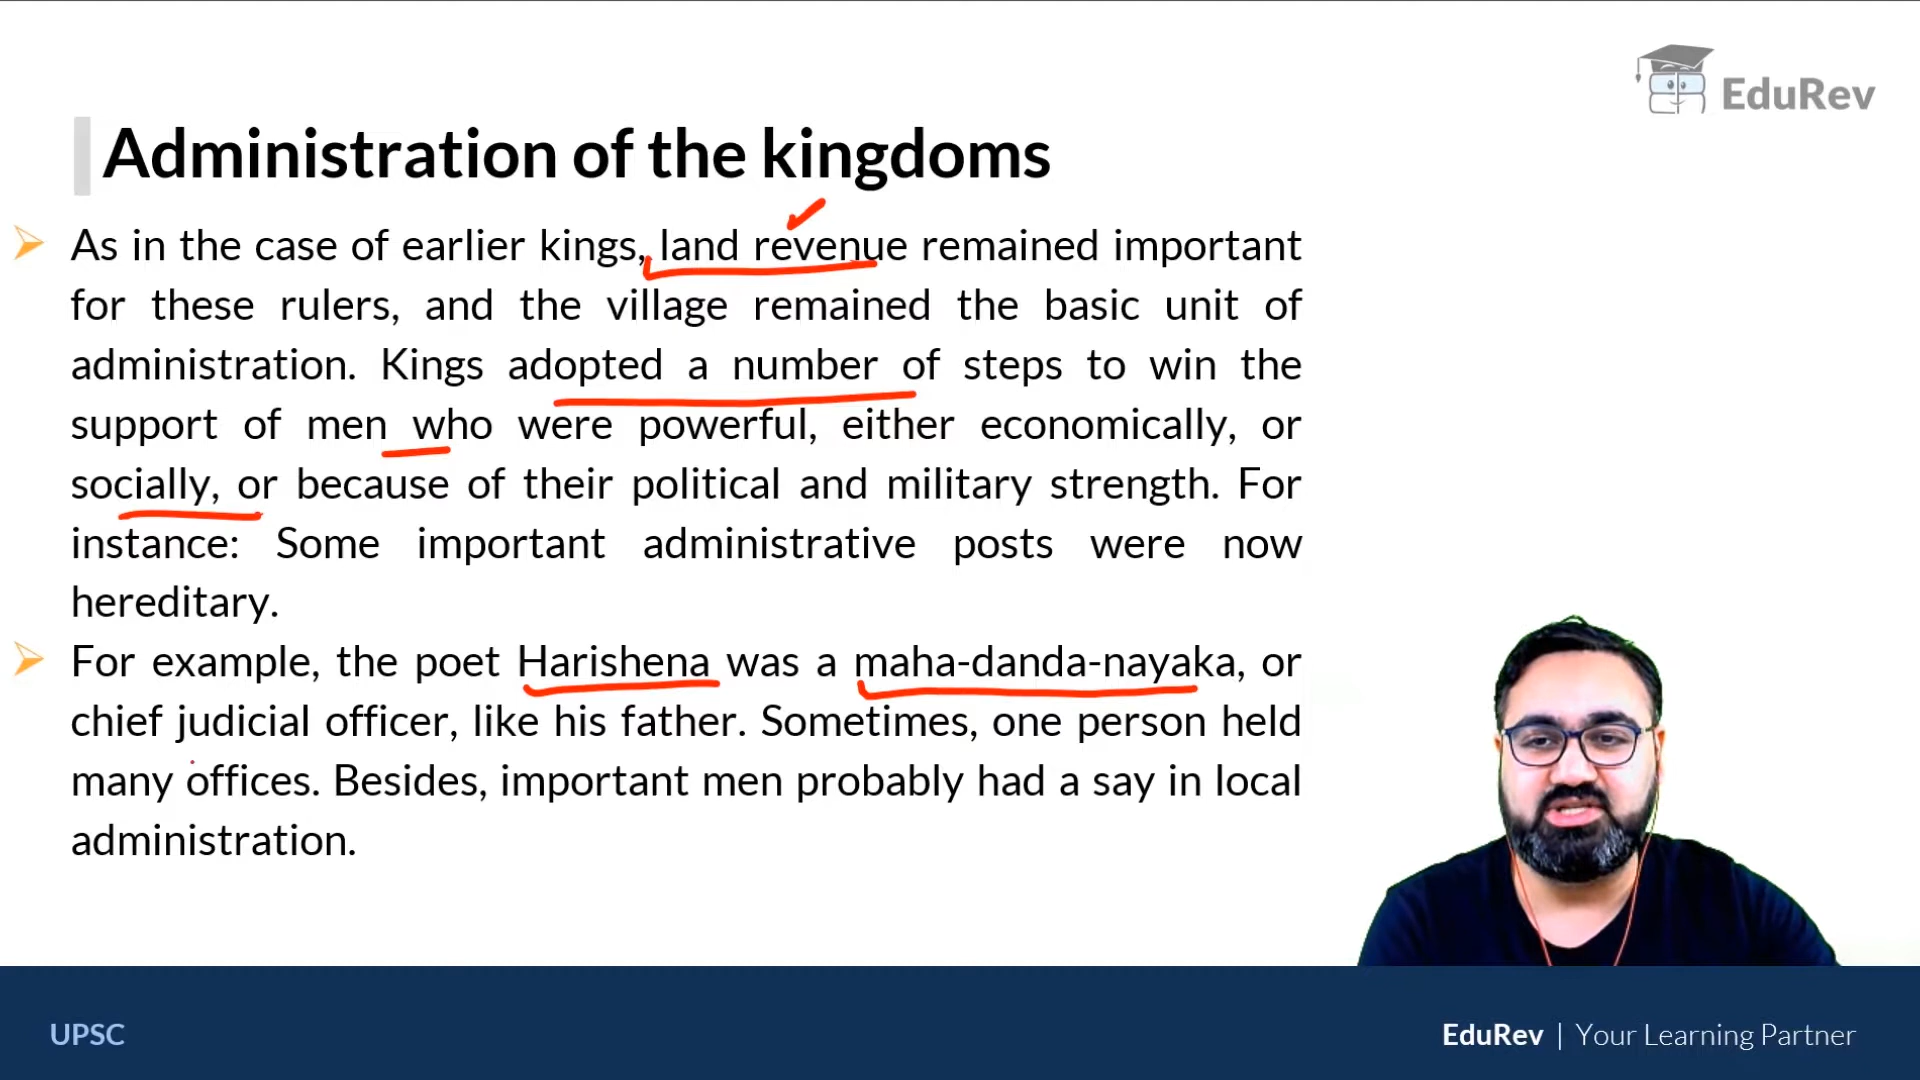 EduRev
Administration of the kingdoms
As in the case of earlier kings, land revenue remained important
for these rulers, and the village remained the basic unit of
administration. Kings adopted a number of steps to win the
support of men who were powerful, either economically, or
socially, or because of their political and military strength. For
instance: Some important administrative posts were now
hereditary.
For example, the poet Harishena was a maha-danda-nayaka, or
chief judicial officer, like his father. Sometimes, one person held
many offices. Besides, important men probably had a say in local
administration.
UPSC
EduRev | Your Learning Partner